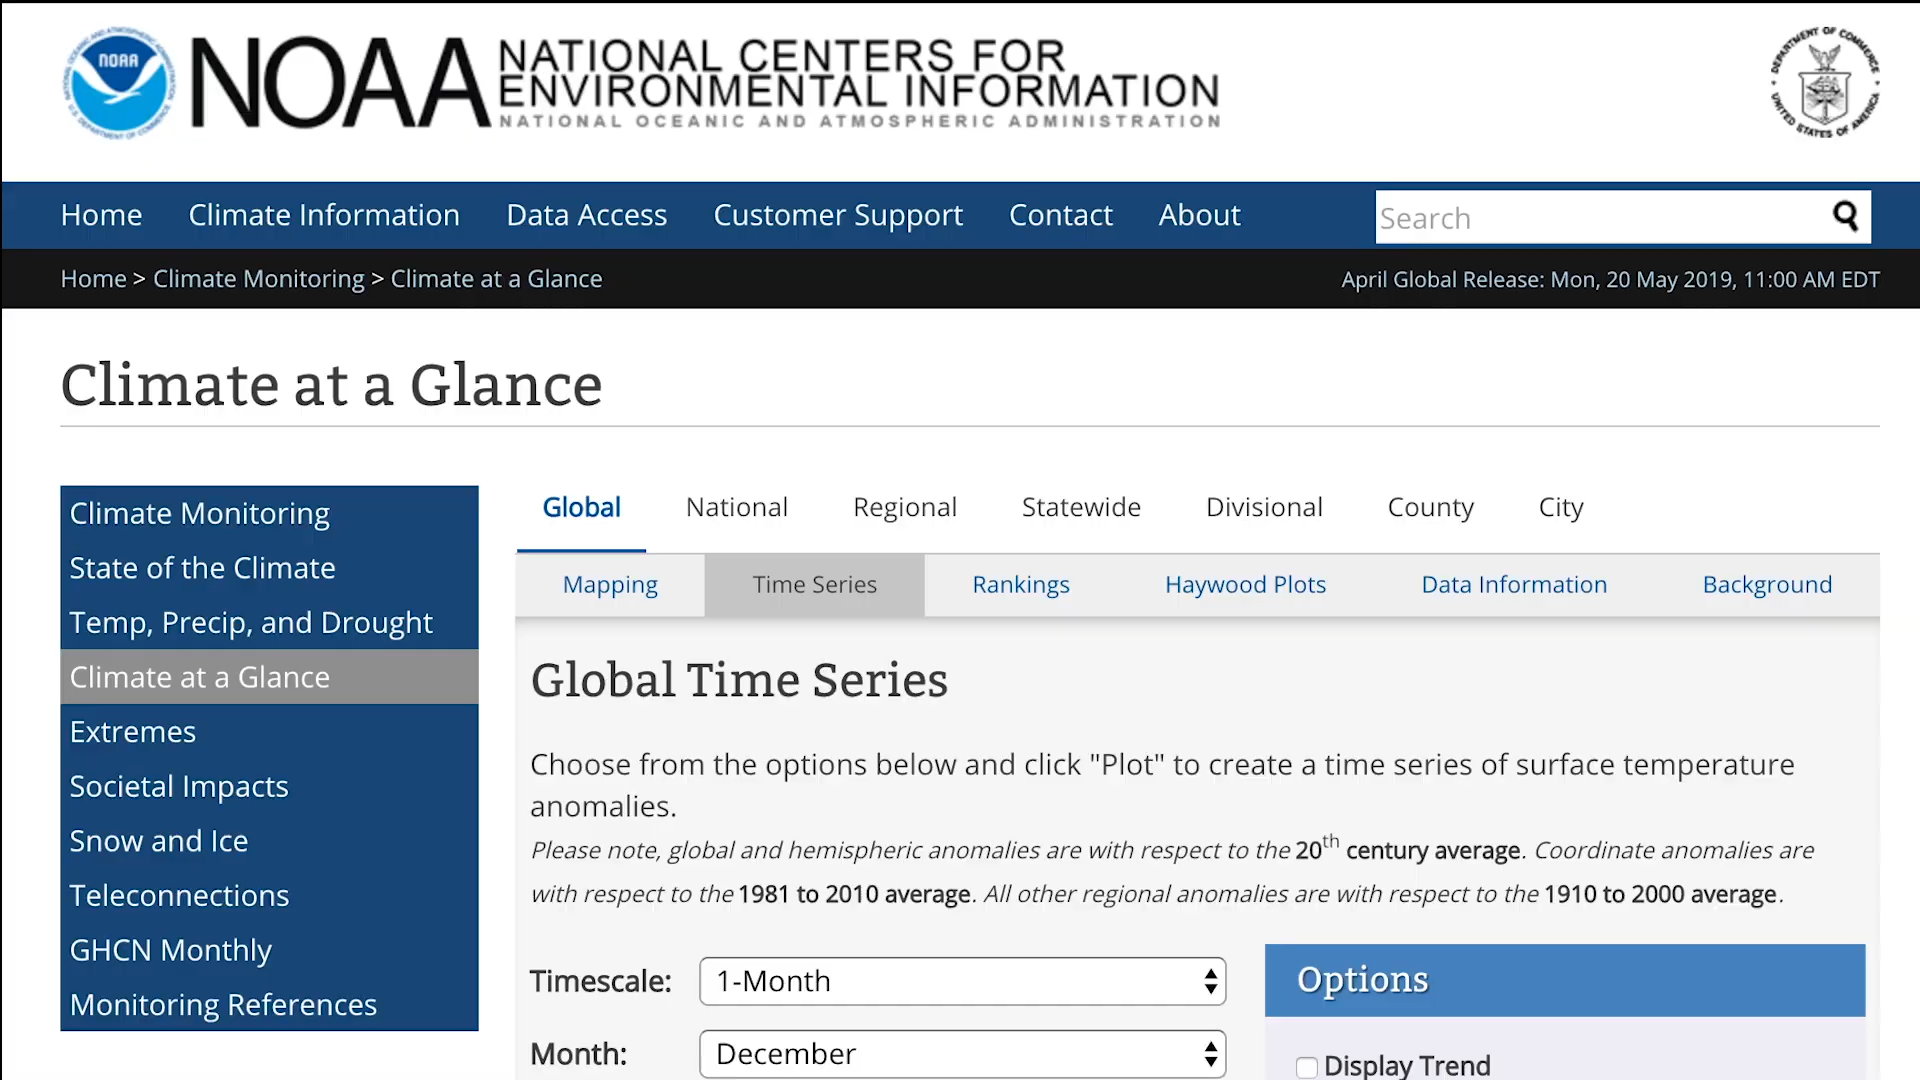 NOAA
NOAA
NATIONAL CENTERS FOR
ENVIRONMENTAL INFORMATION
NATIONAL OCEANIC AND ATMOSPHERIC ADMINISTRATION
DEPARTMENT OF COMMERCE
UNITED STATES OF AMERICA
Home Climate Information Data Access Customer Support Contact About Search
Home > Climate Monitoring > Climate at a Glance April Global Release: Mon, 20 May 2019, 11:00 AM EDT
Climate at a Glance
Climate Monitoring
State of the Climate
Temp, Precip, and Drought
Climate at a Glance
Extremes
Societal Impacts
Snow and Ice
Teleconnections
GHCN Monthly
Monitoring References
Global National Regional Statewide Divisional County City
Mapping Time Series Rankings Haywood Plots Data Information Background
Global Time Series
Choose from the options below and click "Plot" to create a time series of surface temperature
anomalies.
Please note, global and hemispheric anomalies are with respect to the 20th century average. Coordinate anomalies are
with respect to the 1981 to 2010 average. All other regional anomalies are with respect to the 1910 to 2000 average.
Timescale: 1-Month
Month: December
Options
Display Trend